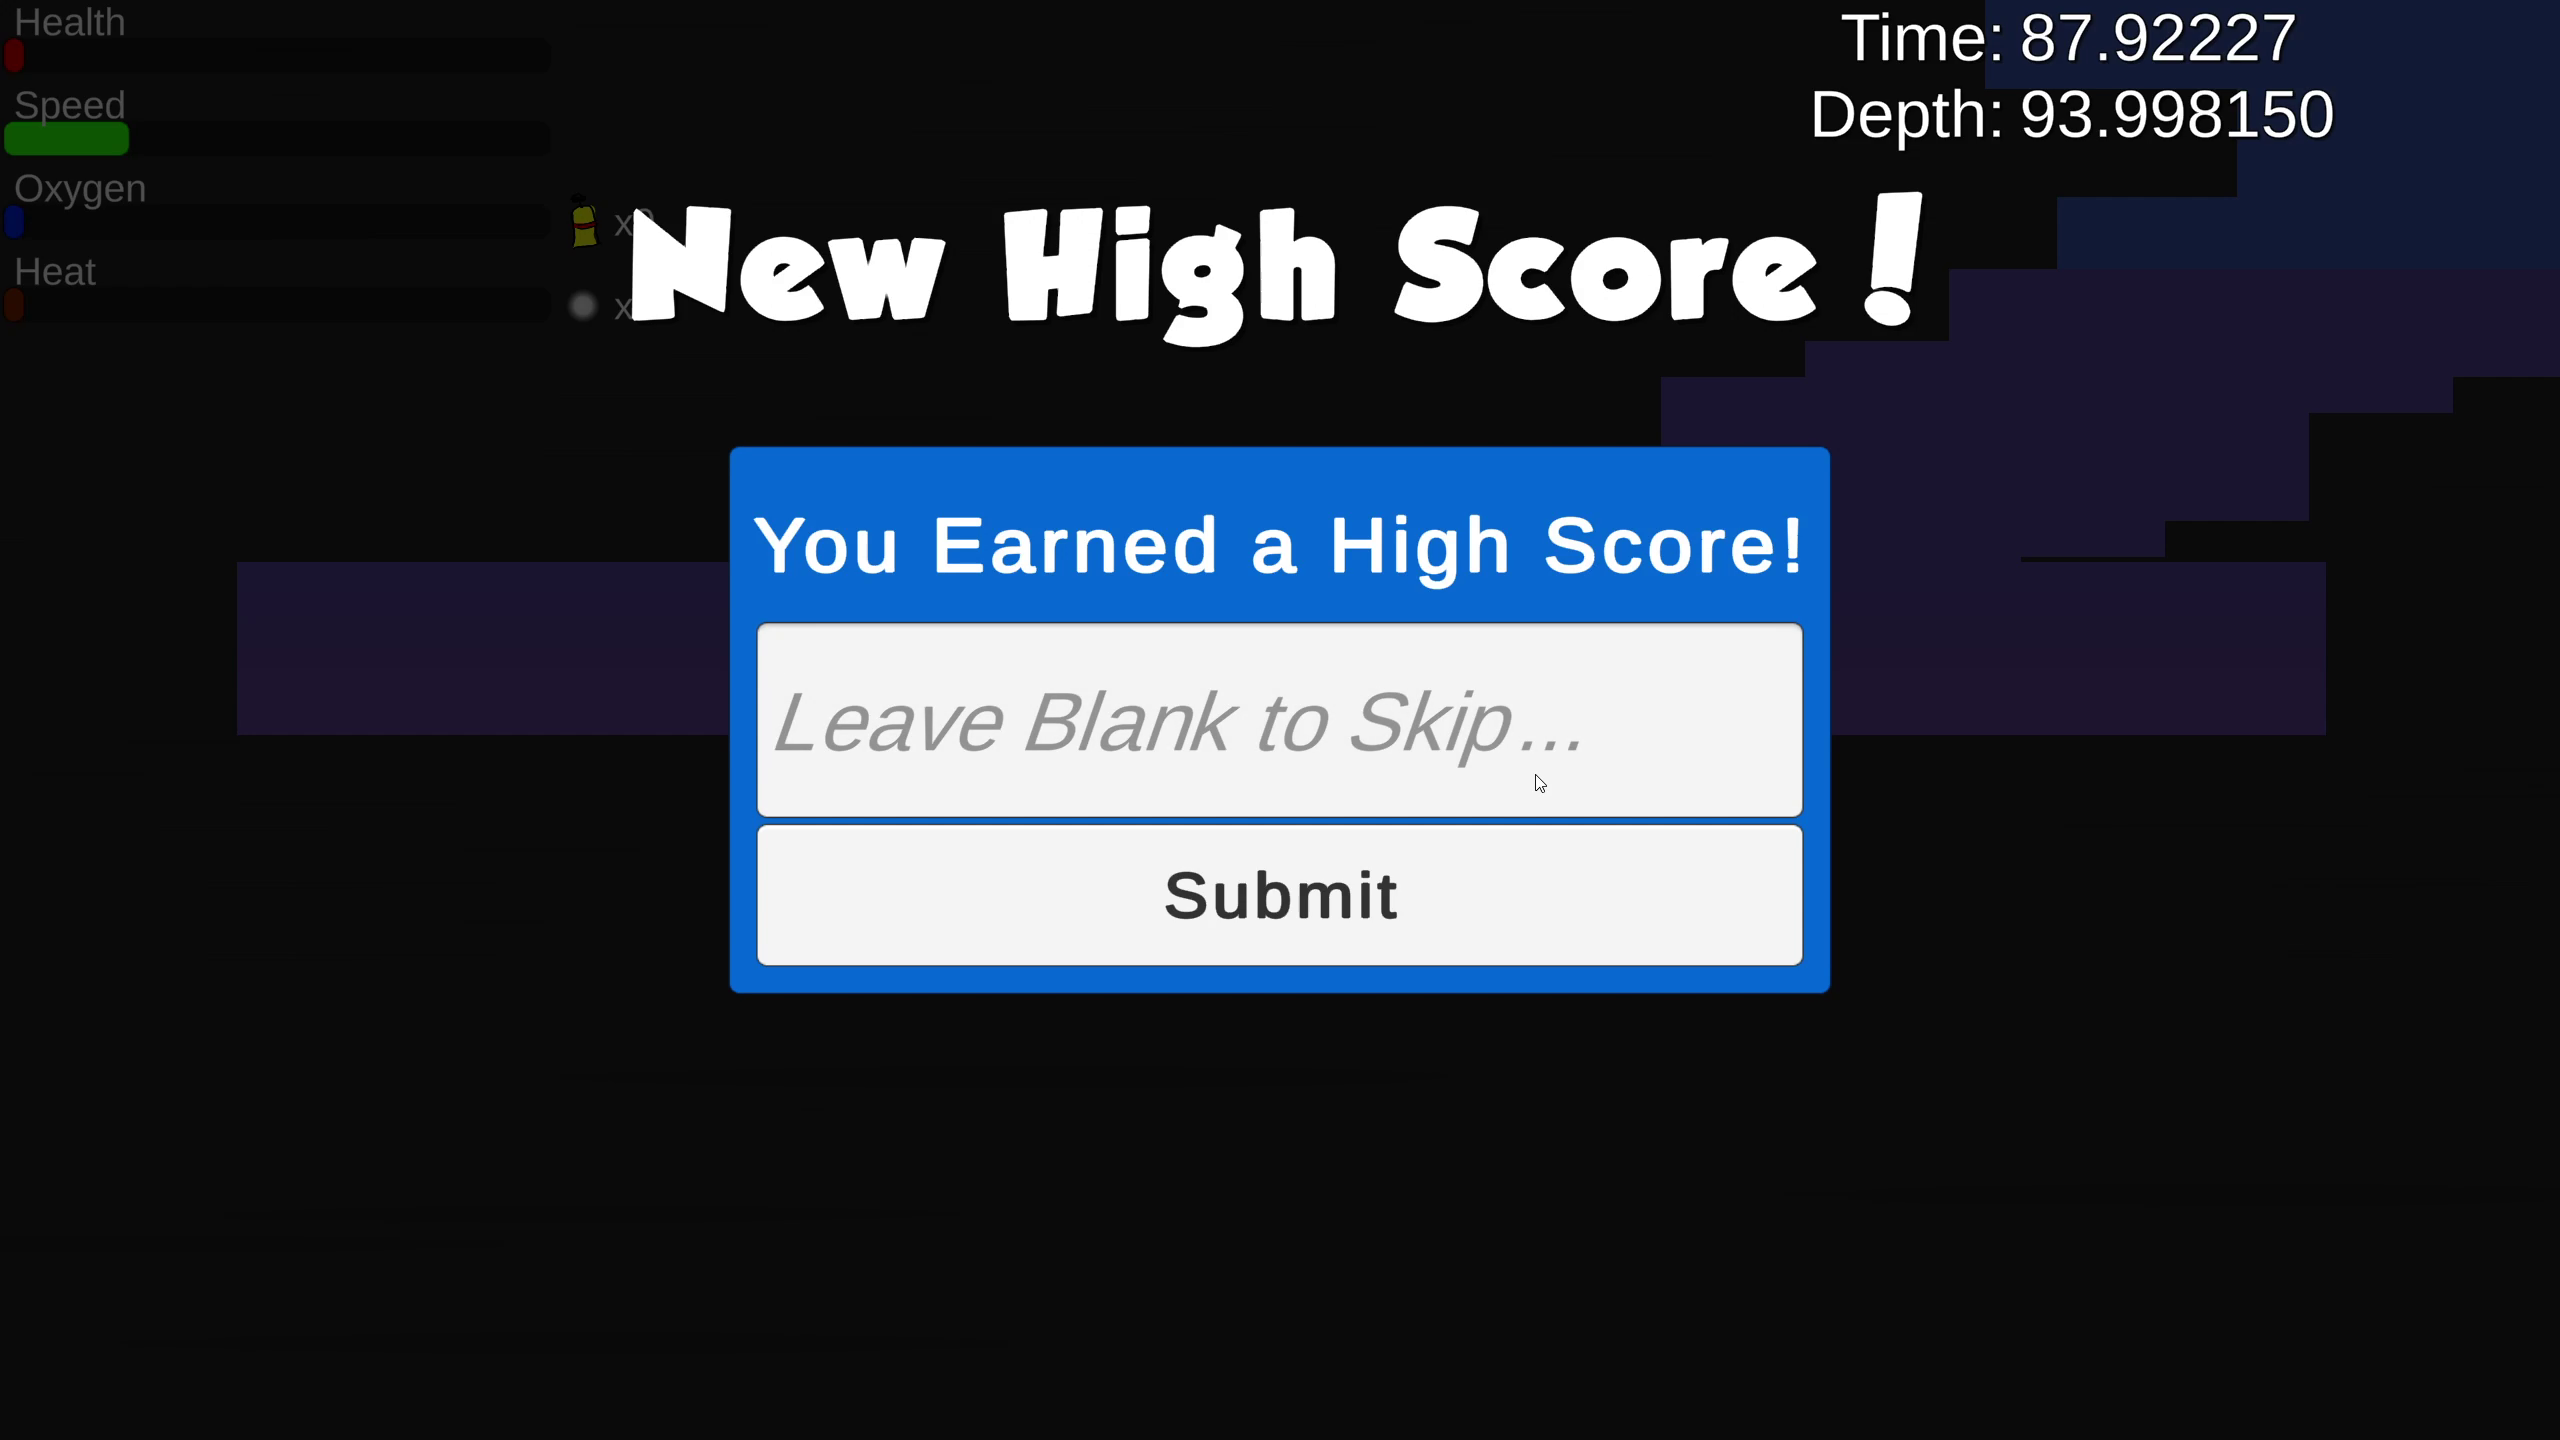 Health
Time: 87.92227
Speed
Depth: 93.998150
Oxygen
New High Score!
Heat
You Earned a High Score!
Leave Blank to Skip...
Submit